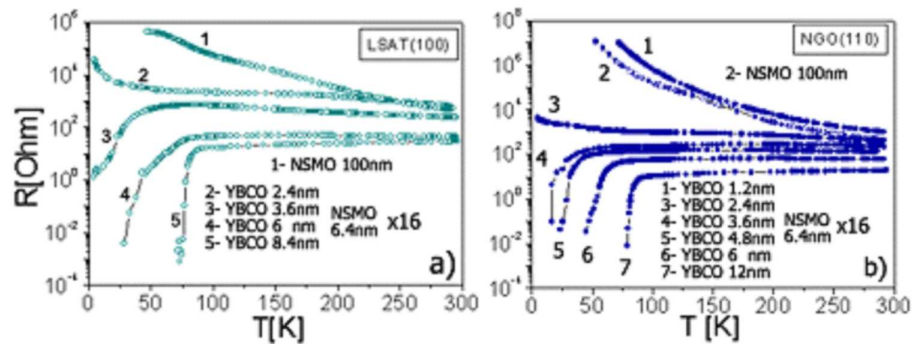 LSAT(100)
R[Ohm]
10^6
10^4
10^2
10^0
10^-2
10^-4
1
2
3
4
5
1- NSMO 100nm
2- YBCO 2.4nm
3- YBCO 3.6nm
4- YBCO 6 nm
5- YBCO 8.4nm
NSMO
6.4nm
x16
a)
0 50 100 150 200 250 300
T[K]
NGO(110)
10^8
10^6
10^4
10^2
10^0
10^-2
10^-4
1
2
3
4
5
6
7
2- NSMO 100nm
1- YBCO 1.2nm
3- YBCO 2.4nm
4- YBCO 3.6nm
5- YBCO 4.8nm
6- YBCO 6 nm
7- YBCO 12nm
NSMO
6.4nm
x16
b)
0 50 100 150 200 250 300
T [K]